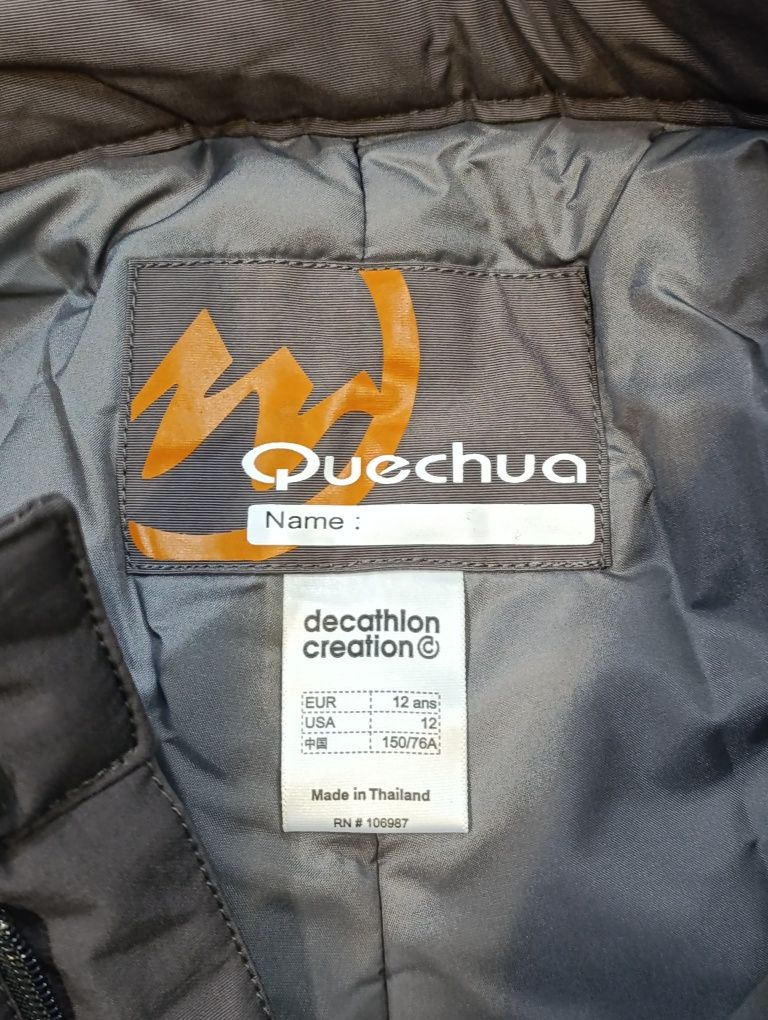 Quechua
Name :
decathlon
creation©
EUR 12 ans
USA 12
中国 150/76A
Made in Thailand
RN # 106987